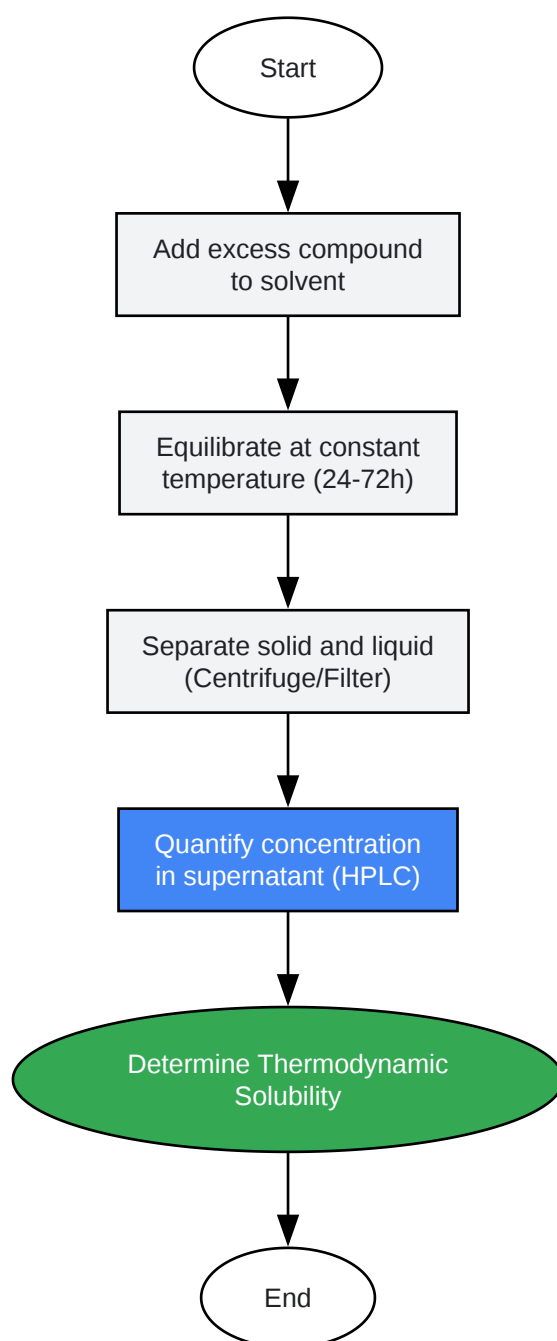 Start
Add excess compound
to solvent
Equilibrate at constant
temperature (24-72h)
Separate solid and liquid
(Centrifuge/Filter)
Quantify concentration
in supernatant (HPLC)
Determine Thermodynamic
Solubility
End